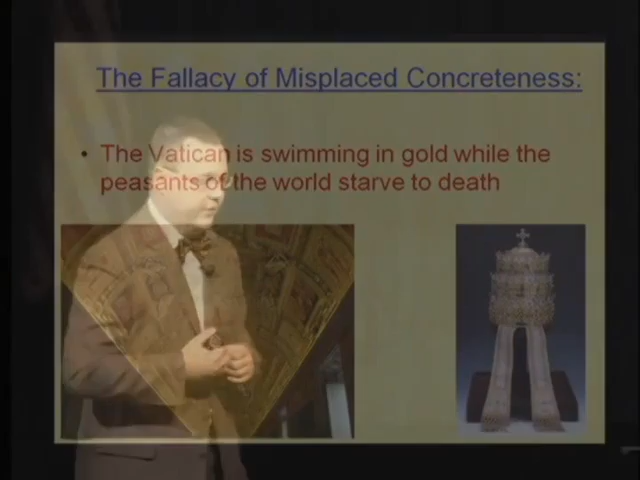 The Fallacy of Misplaced Concreteness:
• The Vatican is swimming in gold while the
peasants of the world starve to death